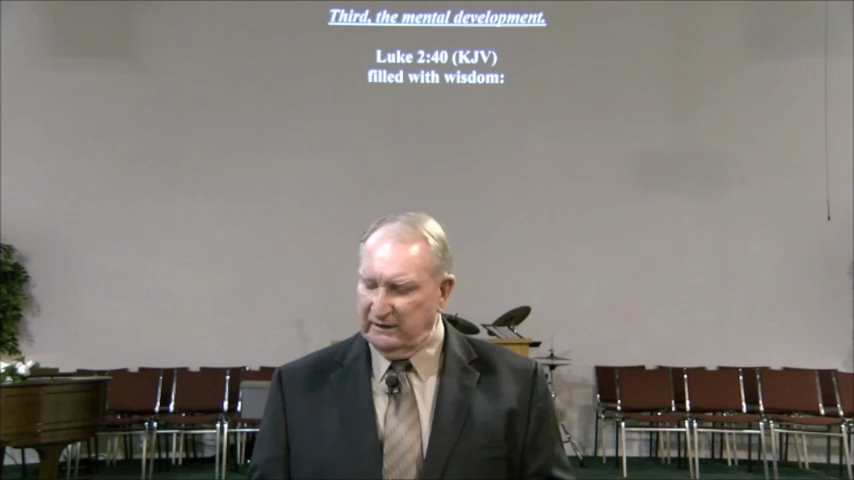 Third, the mental development.
Luke 2:40 (KJV)
filled with wisdom: